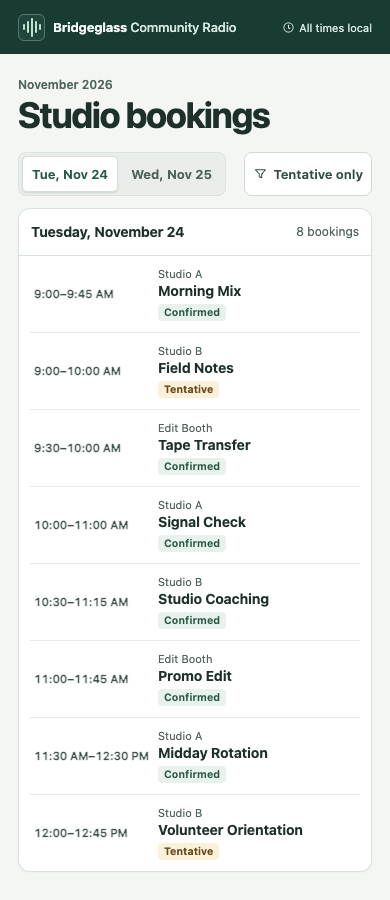 Bridgeglass Community Radio
All times local
November 2026
Studio bookings
Tue, Nov 24
Wed, Nov 25
Tentative only
Tuesday, November 24
8 bookings
9:00–9:45 AM
Studio A
Morning Mix
Confirmed
9:00–10:00 AM
Studio B
Field Notes
Tentative
9:30–10:00 AM
Edit Booth
Tape Transfer
Confirmed
10:00–11:00 AM
Studio A
Signal Check
Confirmed
10:30–11:15 AM
Studio B
Studio Coaching
Confirmed
11:00–11:45 AM
Edit Booth
Promo Edit
Confirmed
11:30 AM–12:30 PM
Studio A
Midday Rotation
Confirmed
12:00–12:45 PM
Studio B
Volunteer Orientation
Tentative